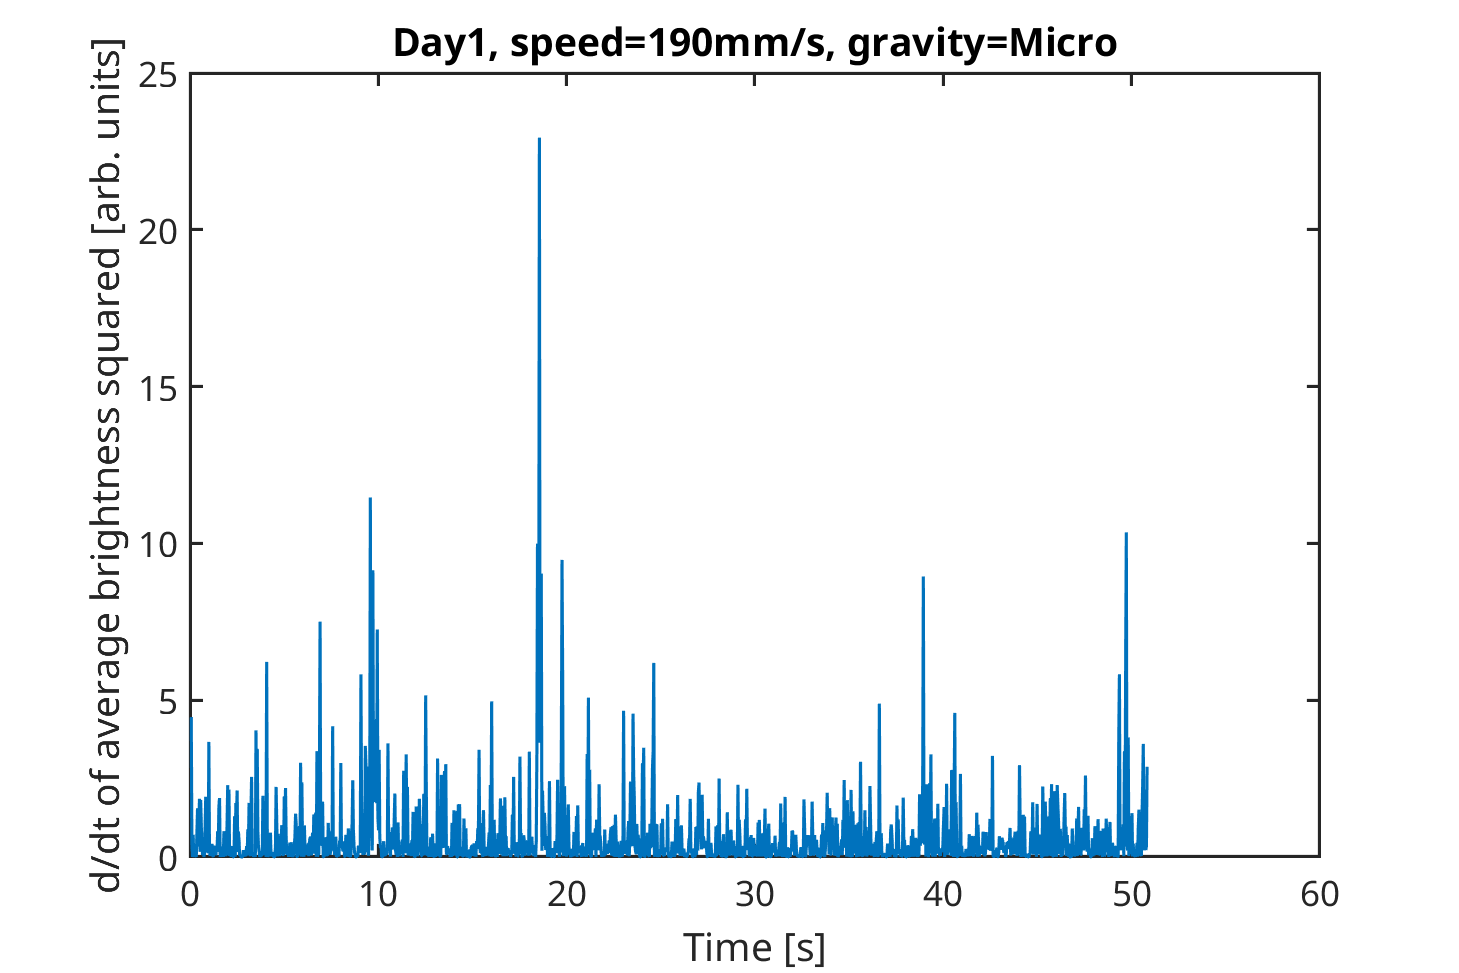 Day1, speed=190mm/s, gravity=Micro
d/dt of average brightness squared [arb. units]
25
20
15
10
5
0
0 10 20 30 40 50 60
Time [s]